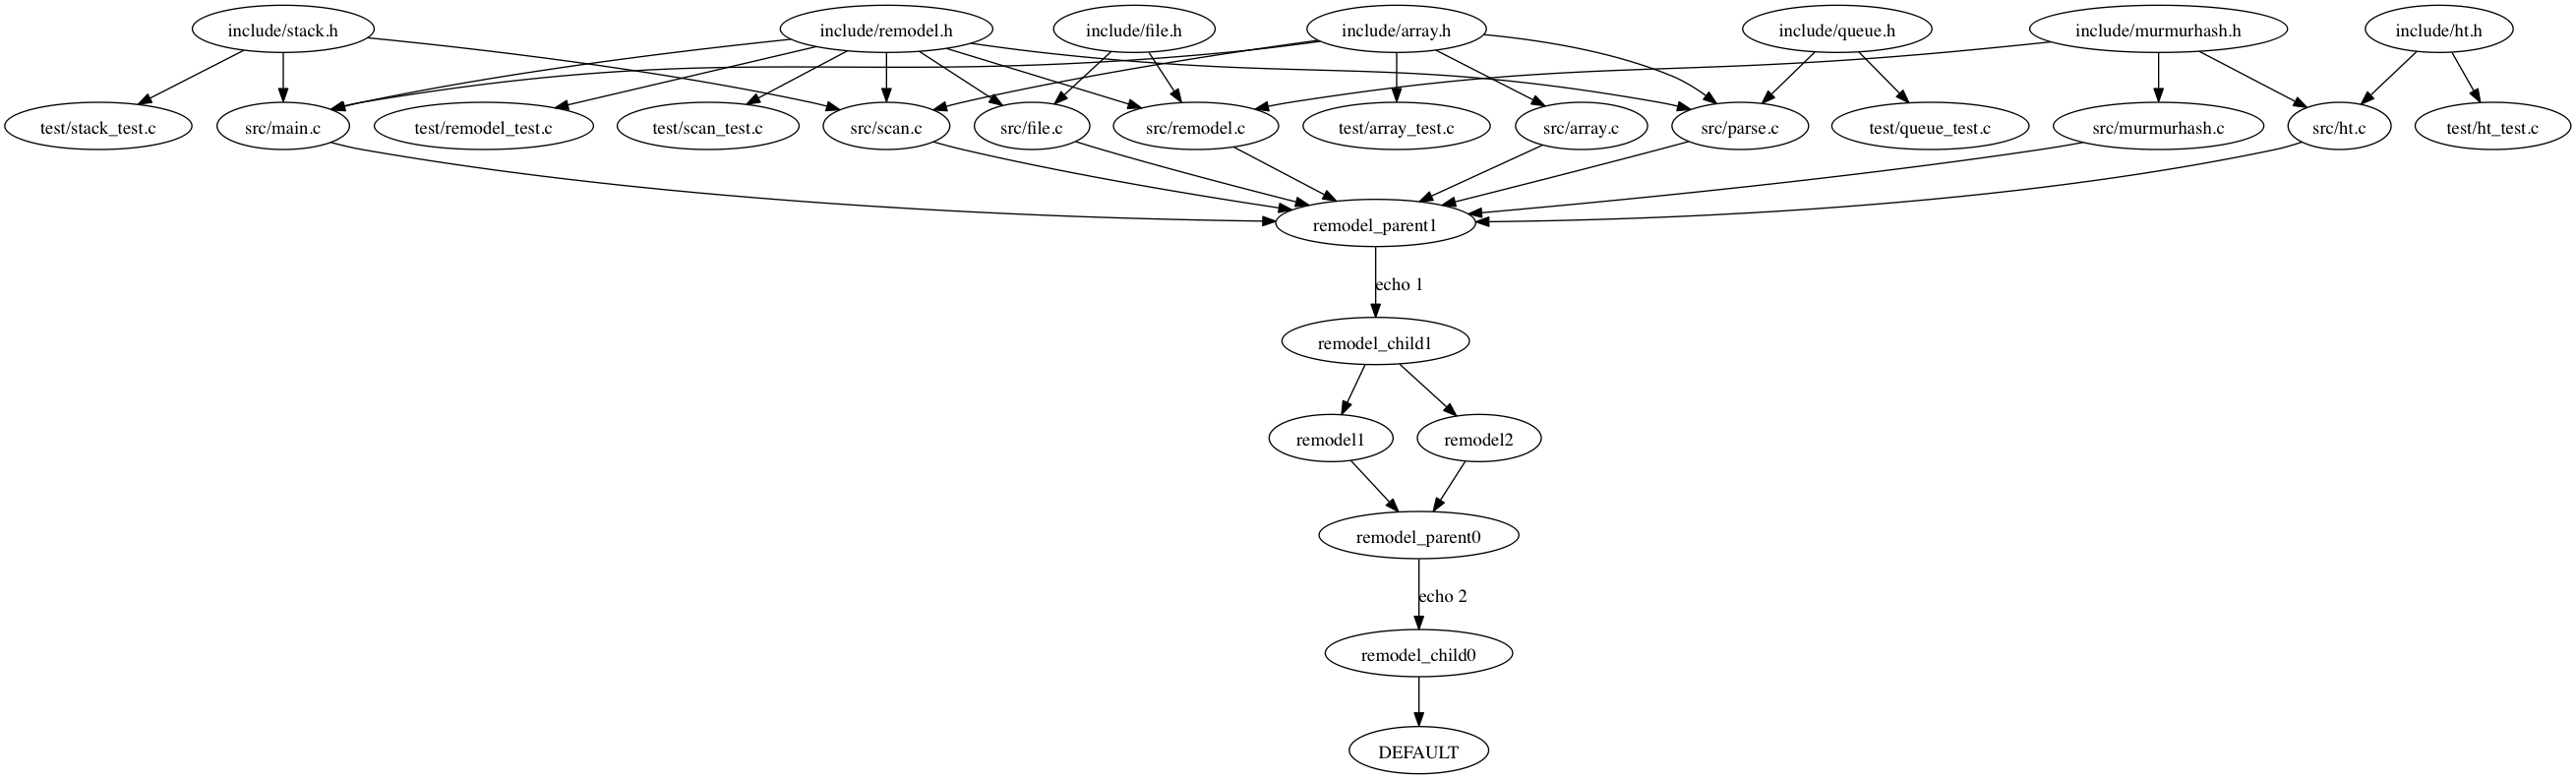 include/stack.h
include/remodel.h
include/file.h
include/array.h
include/queue.h
include/murmurhash.h
include/ht.h
test/stack_test.c
src/main.c
test/remodel_test.c
test/scan_test.c
src/scan.c
src/file.c
src/remodel.c
test/array_test.c
src/array.c
src/parse.c
test/queue_test.c
src/murmurhash.c
src/ht.c
test/ht_test.c
remodel_parent1
echo 1
remodel_child1
remodel1
remodel2
remodel_parent0
echo 2
remodel_child0
DEFAULT